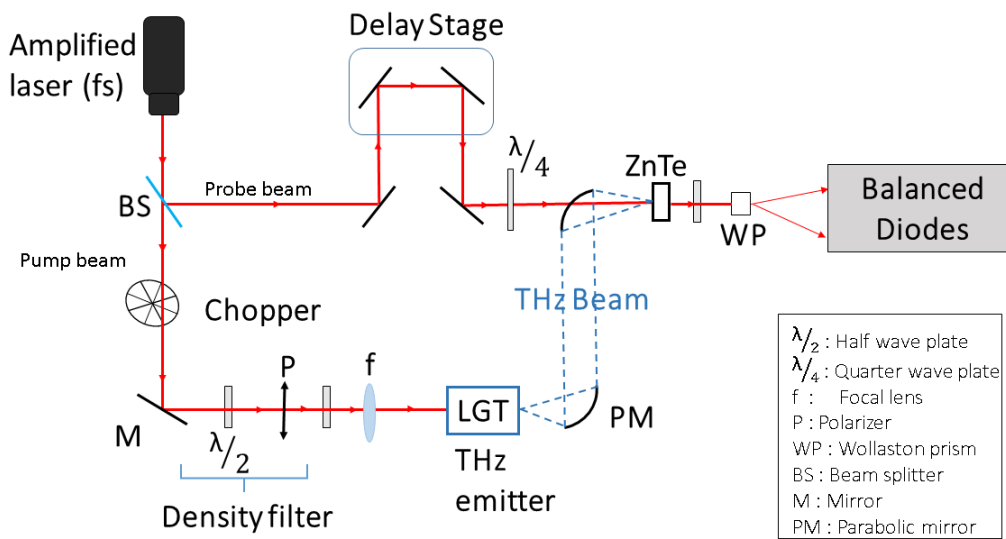 Amplified
laser (fs)
Delay Stage
λ/4
ZnTe
BS
Probe beam
WP
Balanced
Diodes
Pump beam
Chopper
THz Beam
P
f
M
λ/2
LGT
PM
THz
emitter
Density filter
λ/2 : Half wave plate
λ/4 : Quarter wave plate
f : Focal lens
P : Polarizer
WP : Wollaston prism
BS : Beam splitter
M : Mirror
PM : Parabolic mirror